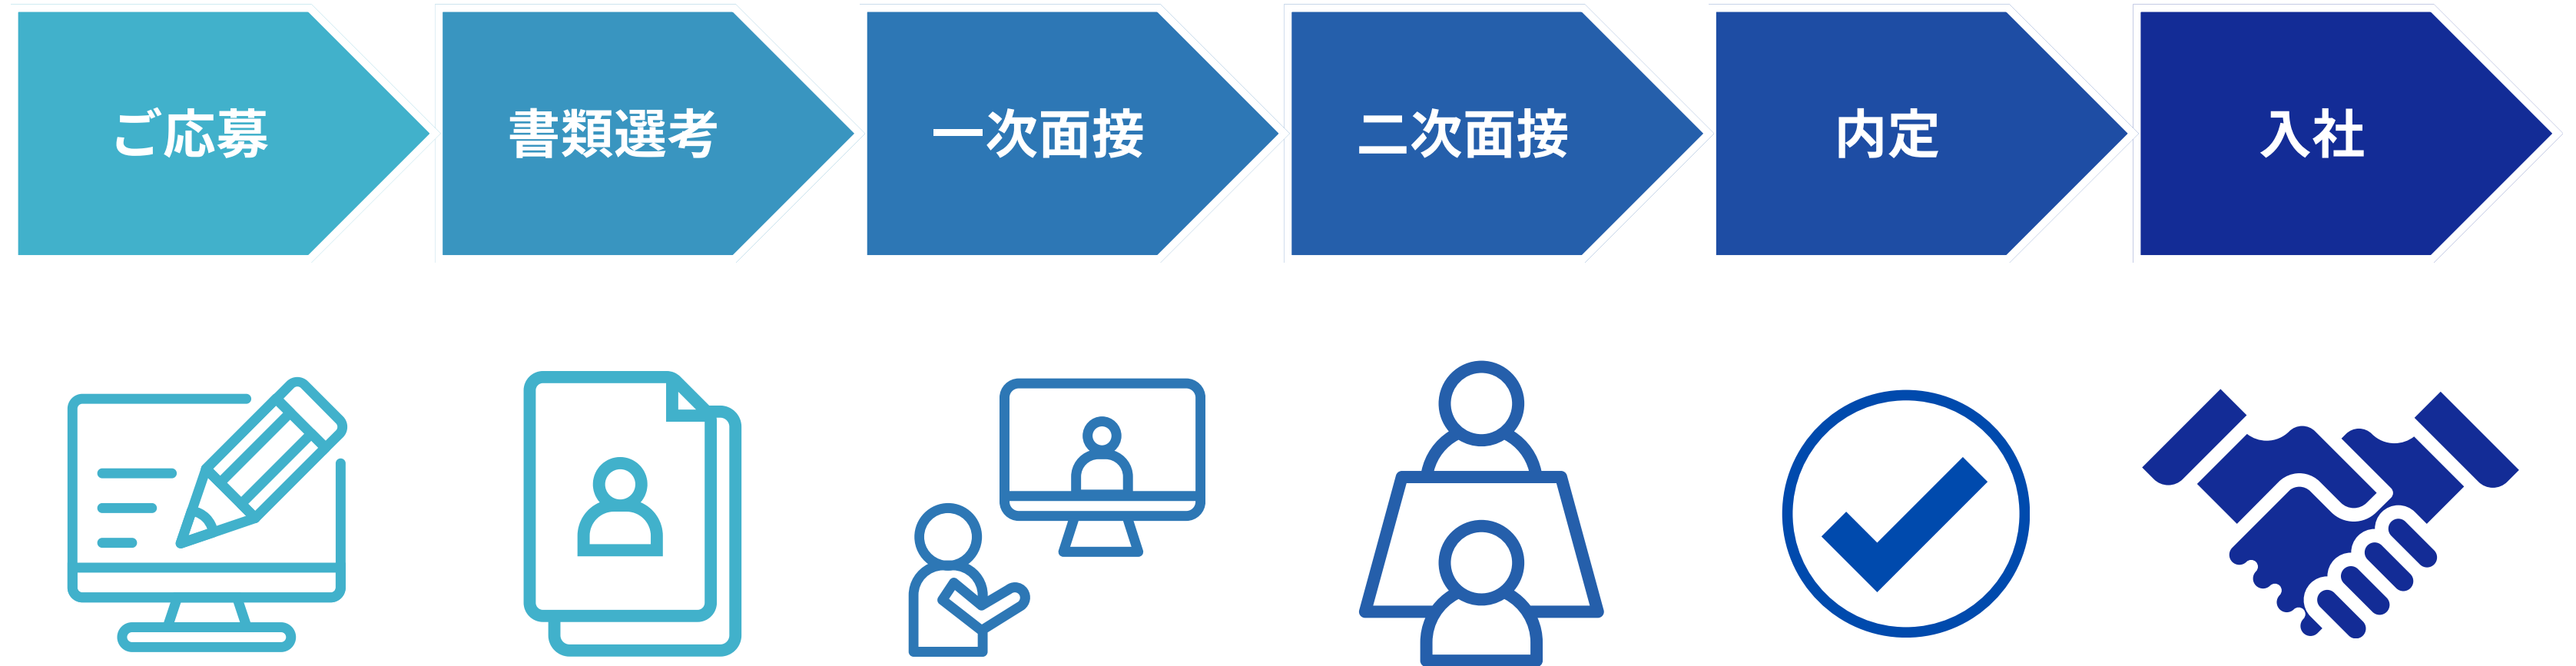 ご応募
書類選考
一次面接
二次面接
内定
入社